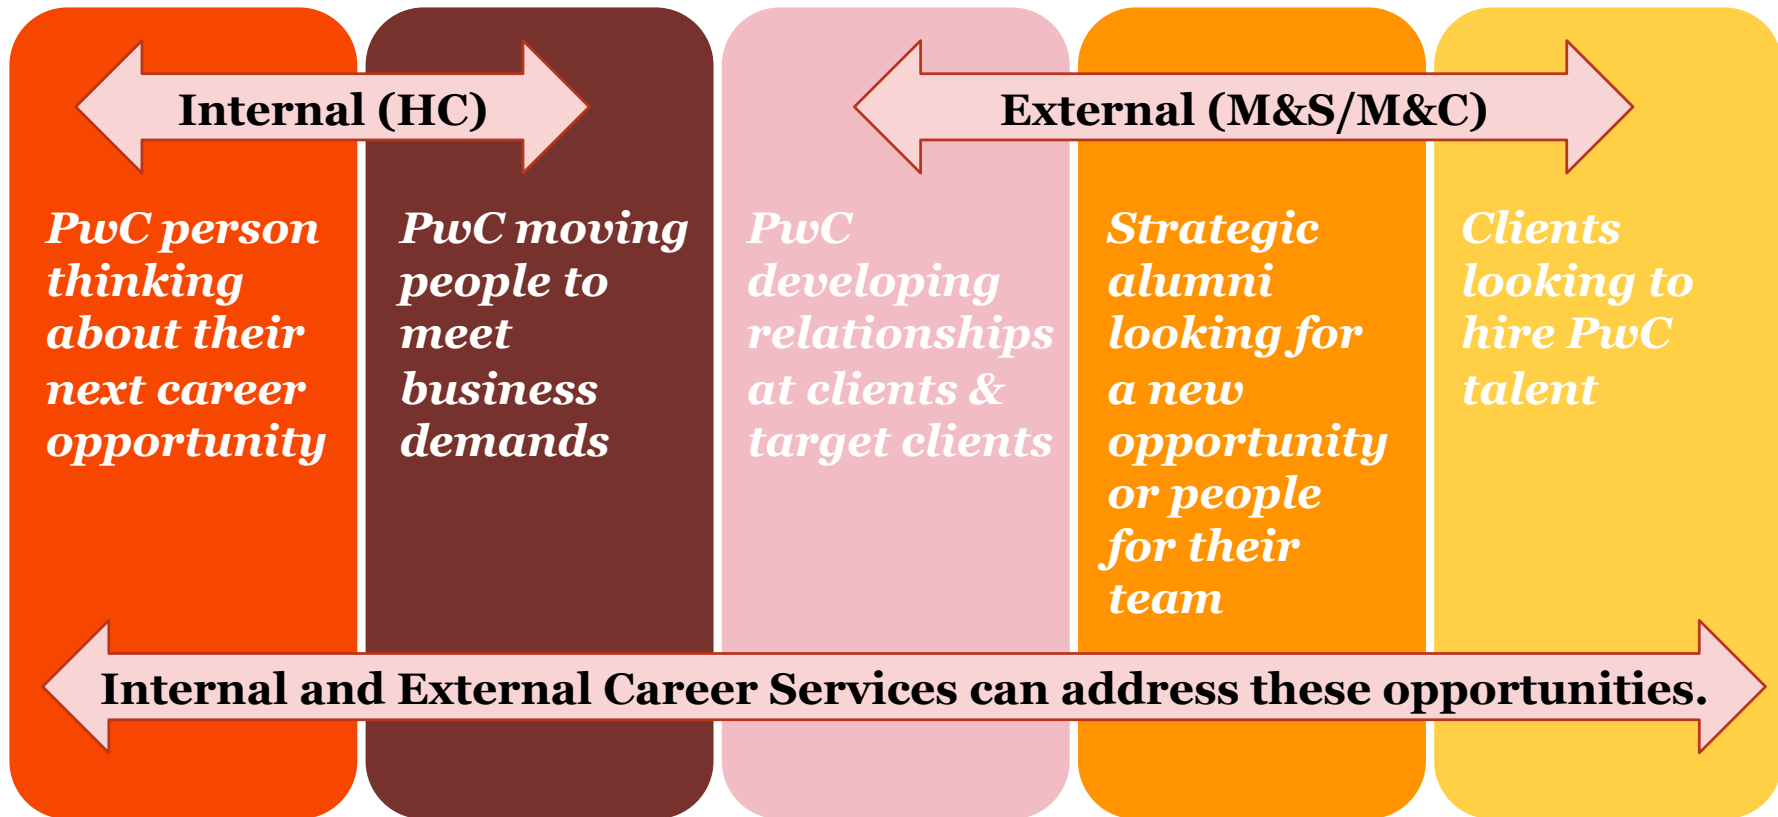 Internal (HC)
External (M&S/M&C)
PwC person
thinking
about their
next career
opportunity
PwC moving
people to
meet
business
demands
PwC
developing
relationships
at clients &
target clients
Strategic
alumni
looking for
a new
opportunity
or people
for their
team
Clients
looking to
hire PwC
talent
Internal and External Career Services can address these opportunities.